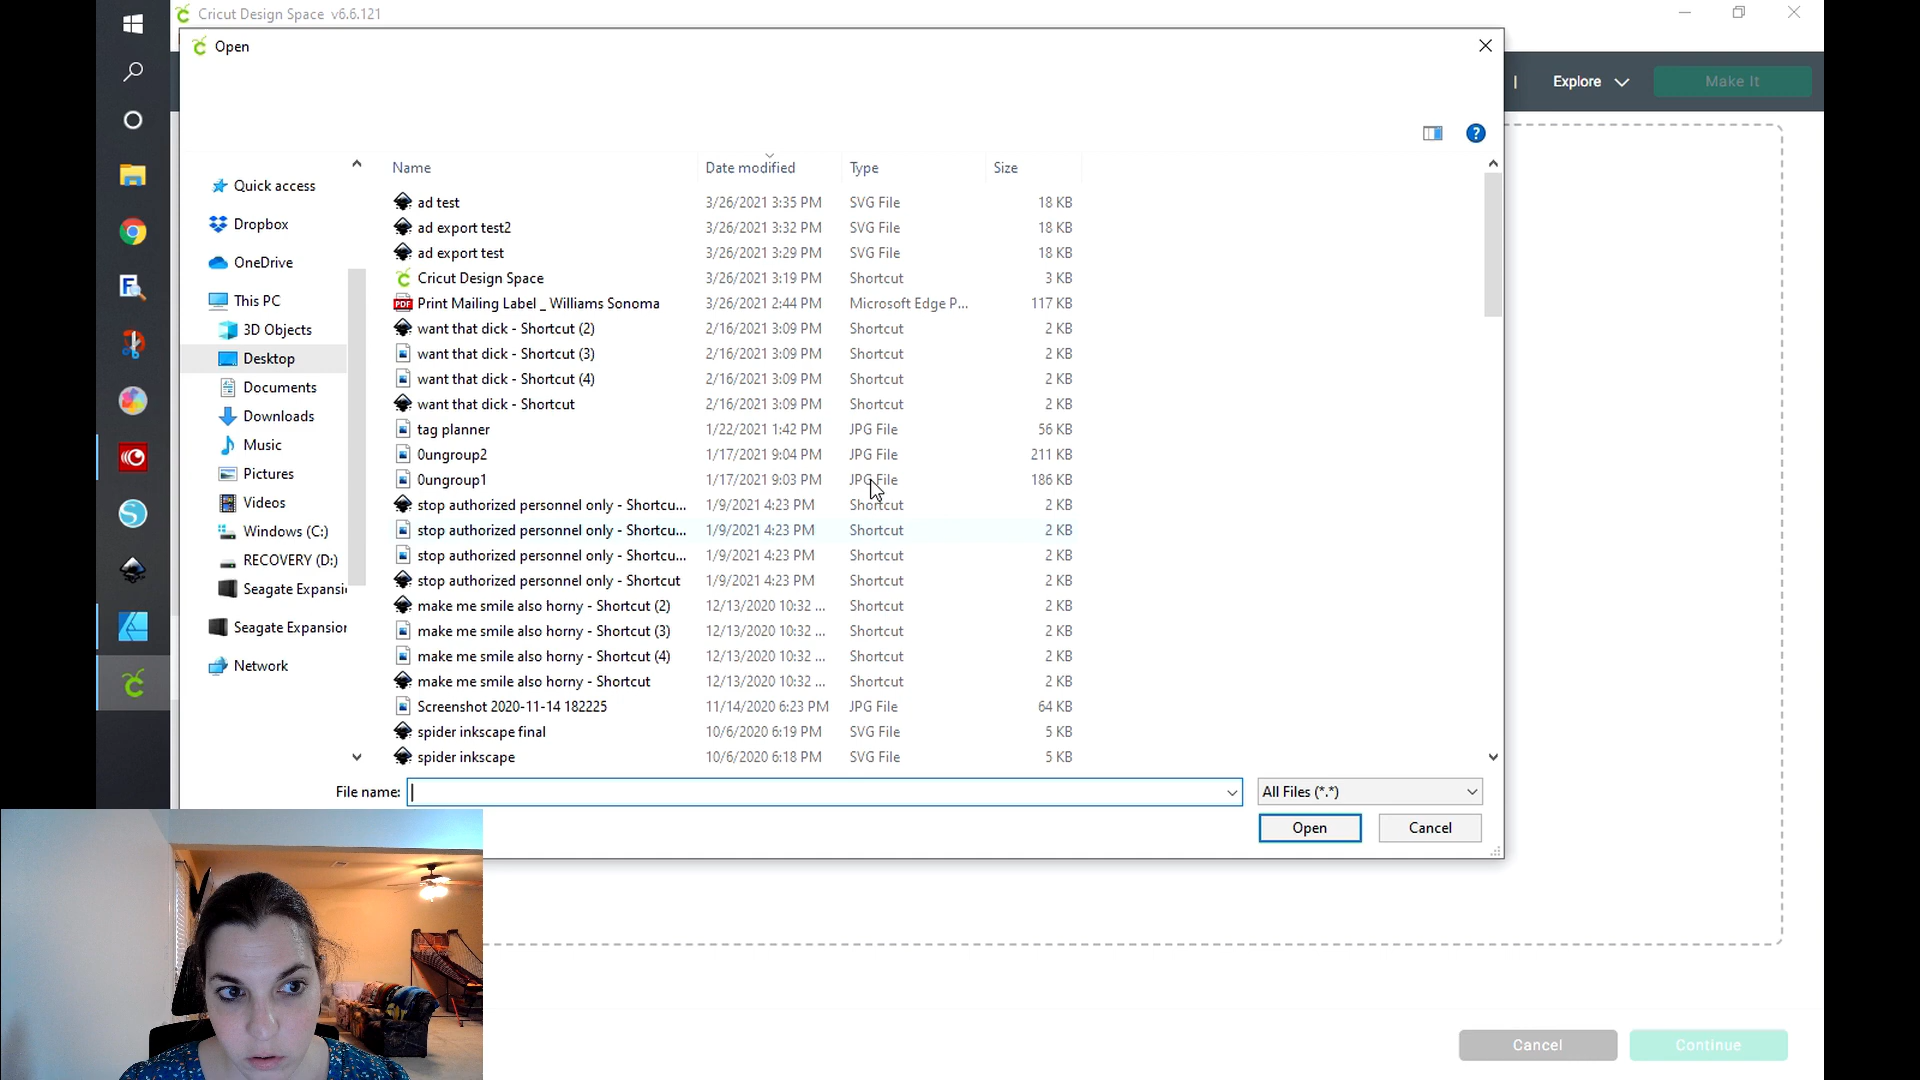 Cricut Design Space v6.6.121
Open
Explore
Make It
Name Date modified Type Size
Quick access
Dropbox
OneDrive
This PC
3D Objects
Desktop
Documents
Downloads
Music
Pictures
Videos
Windows (C:)
RECOVERY (D:)
Seagate Expansi
Seagate Expansion
Network
ad test 3/26/2021 3:35 PM SVG File 18 KB
ad export test2 3/26/2021 3:32 PM SVG File 18 KB
ad export test 3/26/2021 3:29 PM SVG File 18 KB
Cricut Design Space 3/26/2021 3:19 PM Shortcut 3 KB
PDF Print Mailing Label _ Williams Sonoma 3/26/2021 2:44 PM Microsoft Edge P... 117 KB
want that dick - Shortcut (2) 2/16/2021 3:09 PM Shortcut 2 KB
want that dick - Shortcut (3) 2/16/2021 3:09 PM Shortcut 2 KB
want that dick - Shortcut (4) 2/16/2021 3:09 PM Shortcut 2 KB
want that dick - Shortcut 2/16/2021 3:09 PM Shortcut 2 KB
tag planner 1/22/2021 1:42 PM JPG File 56 KB
0ungroup2 1/17/2021 9:04 PM JPG File 211 KB
0ungroup1 1/17/2021 9:03 PM JPG File 186 KB
stop authorized personnel only - Shortcu... 1/9/2021 4:23 PM Shortcut 2 KB
stop authorized personnel only - Shortcu... 1/9/2021 4:23 PM Shortcut 2 KB
stop authorized personnel only - Shortcu... 1/9/2021 4:23 PM Shortcut 2 KB
stop authorized personnel only - Shortcut 1/9/2021 4:23 PM Shortcut 2 KB
make me smile also horny - Shortcut (2) 12/13/2020 10:32 ... Shortcut 2 KB
make me smile also horny - Shortcut (3) 12/13/2020 10:32 ... Shortcut 2 KB
make me smile also horny - Shortcut (4) 12/13/2020 10:32 ... Shortcut 2 KB
make me smile also horny - Shortcut 12/13/2020 10:32 ... Shortcut 2 KB
Screenshot 2020-11-14 182225 11/14/2020 6:23 PM JPG File 64 KB
spider inkscape final 10/6/2020 6:19 PM SVG File 5 KB
spider inkscape 10/6/2020 6:18 PM SVG File 5 KB
File name: All Files (*.*)
Open Cancel
Cancel Continue